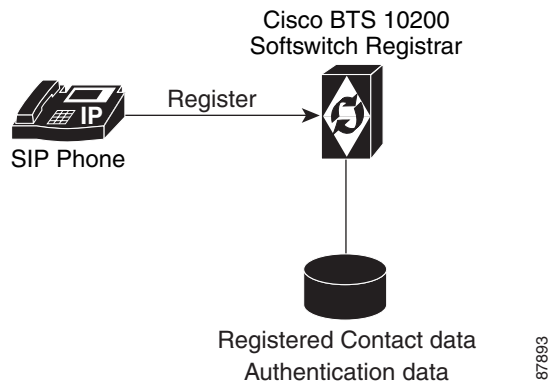 Cisco BTS 10200
Softswitch Registrar
Register
IP
SIP Phone
Registered Contact data
Authentication data
87893